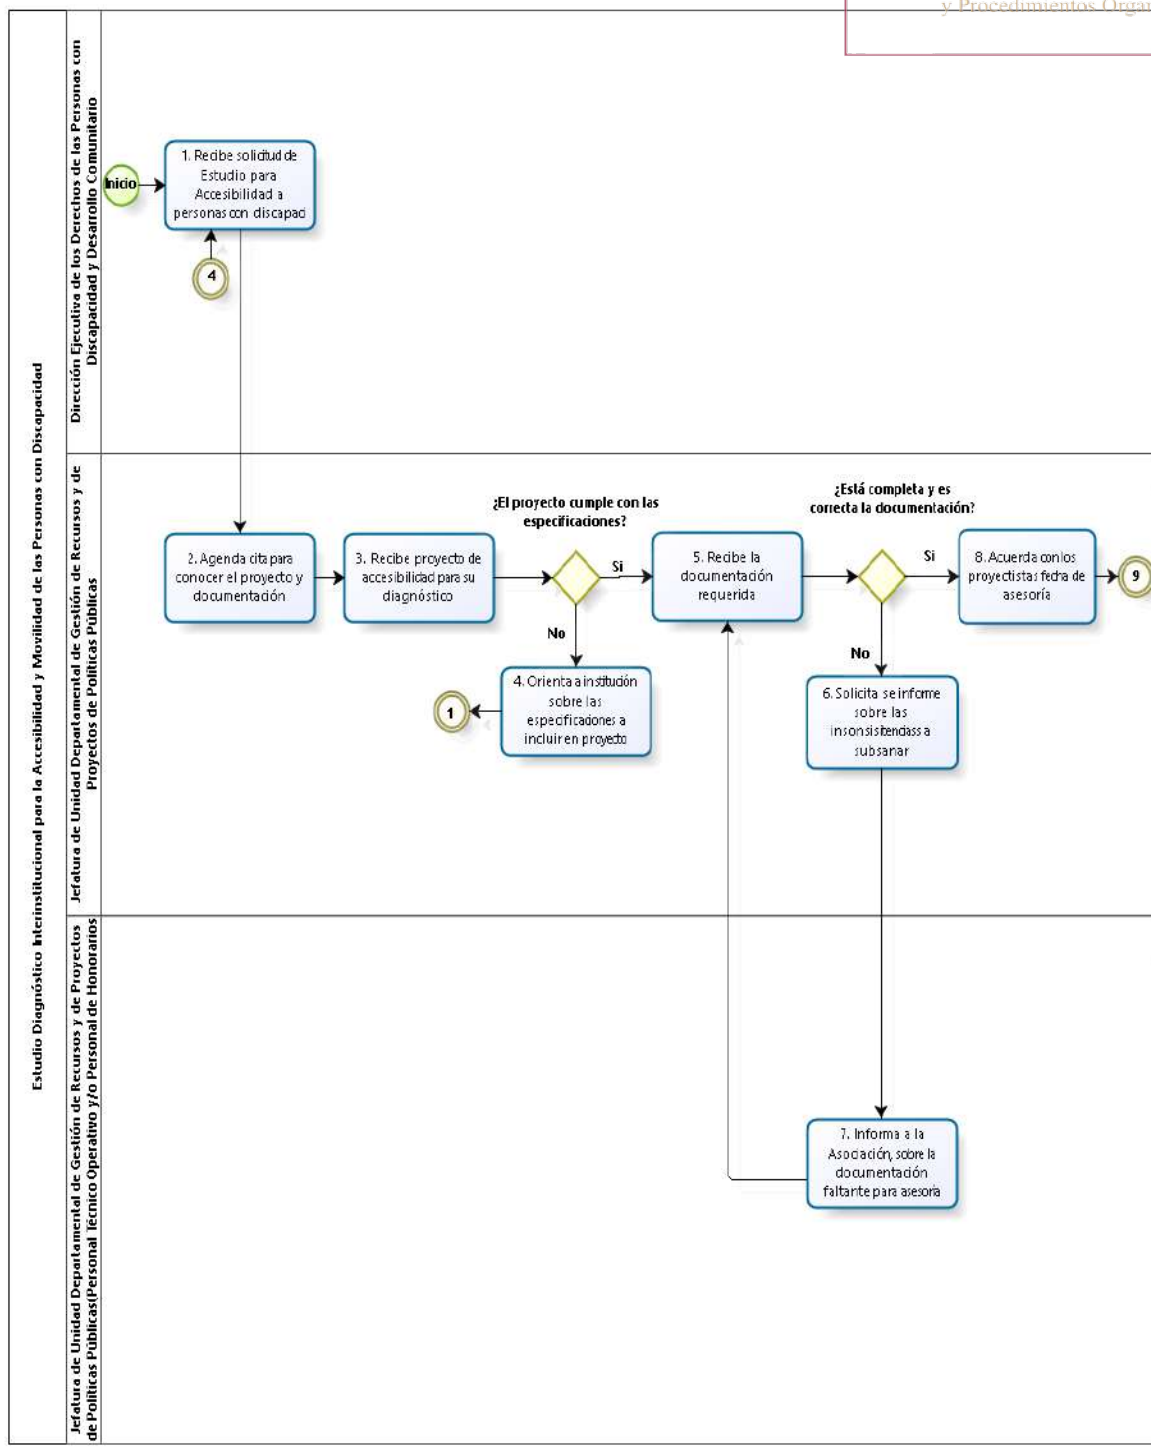 y Procedimientos Organ
Estudio Diagnóstico Interinstitucional para la Accesibilidad y Movilidad de las Personas con Discapacidad
Dirección Ejecutiva de los Derechos de las Personas con
Discapacidad y Desarrollo Comunitario
Inicio
1. Recibe solicitud de
Estudio para
Accesibilidad a
personas con discapaci
4
Jefatura de Unidad Departamental de Gestión de Recursos y de
Proyectos de Políticas Públicas
2. Agenda cita para
conocer el proyecto y
documentación
3. Recibe proyecto de
accesibilidad para su
diagnóstico
¿El proyecto cumple con las
especificaciones?
Si
No
4. Orienta a institución
sobre las
especificaciones a
incluir en proyecto
1
5. Recibe la
documentación
requerida
¿Está completa y es
correcta la documentación?
Si
No
8. Acuerda con los
proyectistas fecha de
asesoría
9
6. Solicita se informe
sobre las
insonsisitendass a
subsanar
Jefatura de Unidad Departamental de Gestión de Recursos y de Proyectos
de Políticas Públicas(Personal Técnico Operativo y/o Personal de Honorarios
7. Informa a la
Asociación, sobre la
documentación
faltante para asesoría